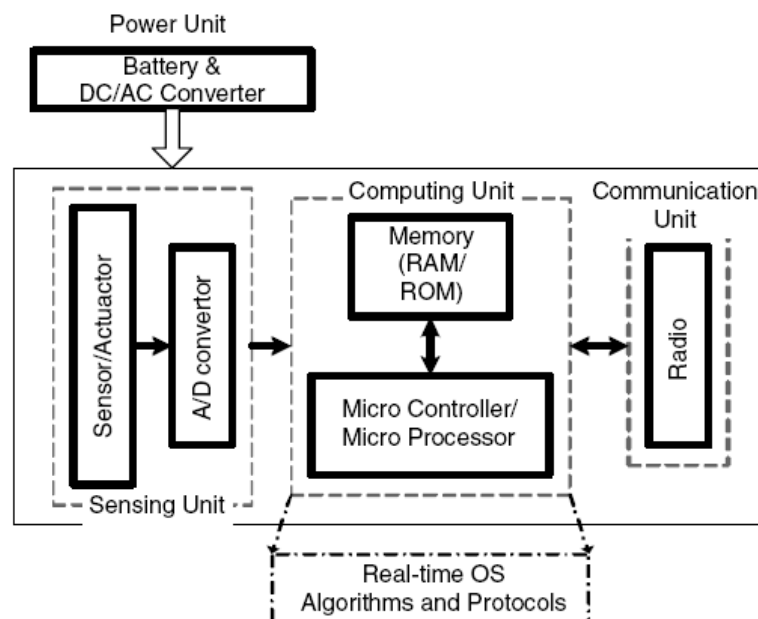 Power Unit
Battery &
DC/AC Converter
Sensor/Actuactor
A/D convertor
Sensing Unit
Computing Unit
Memory
(RAM/
ROM)
Micro Controller/
Micro Processor
Communication
Unit
Radio
Real-time OS
Algorithms and Protocols